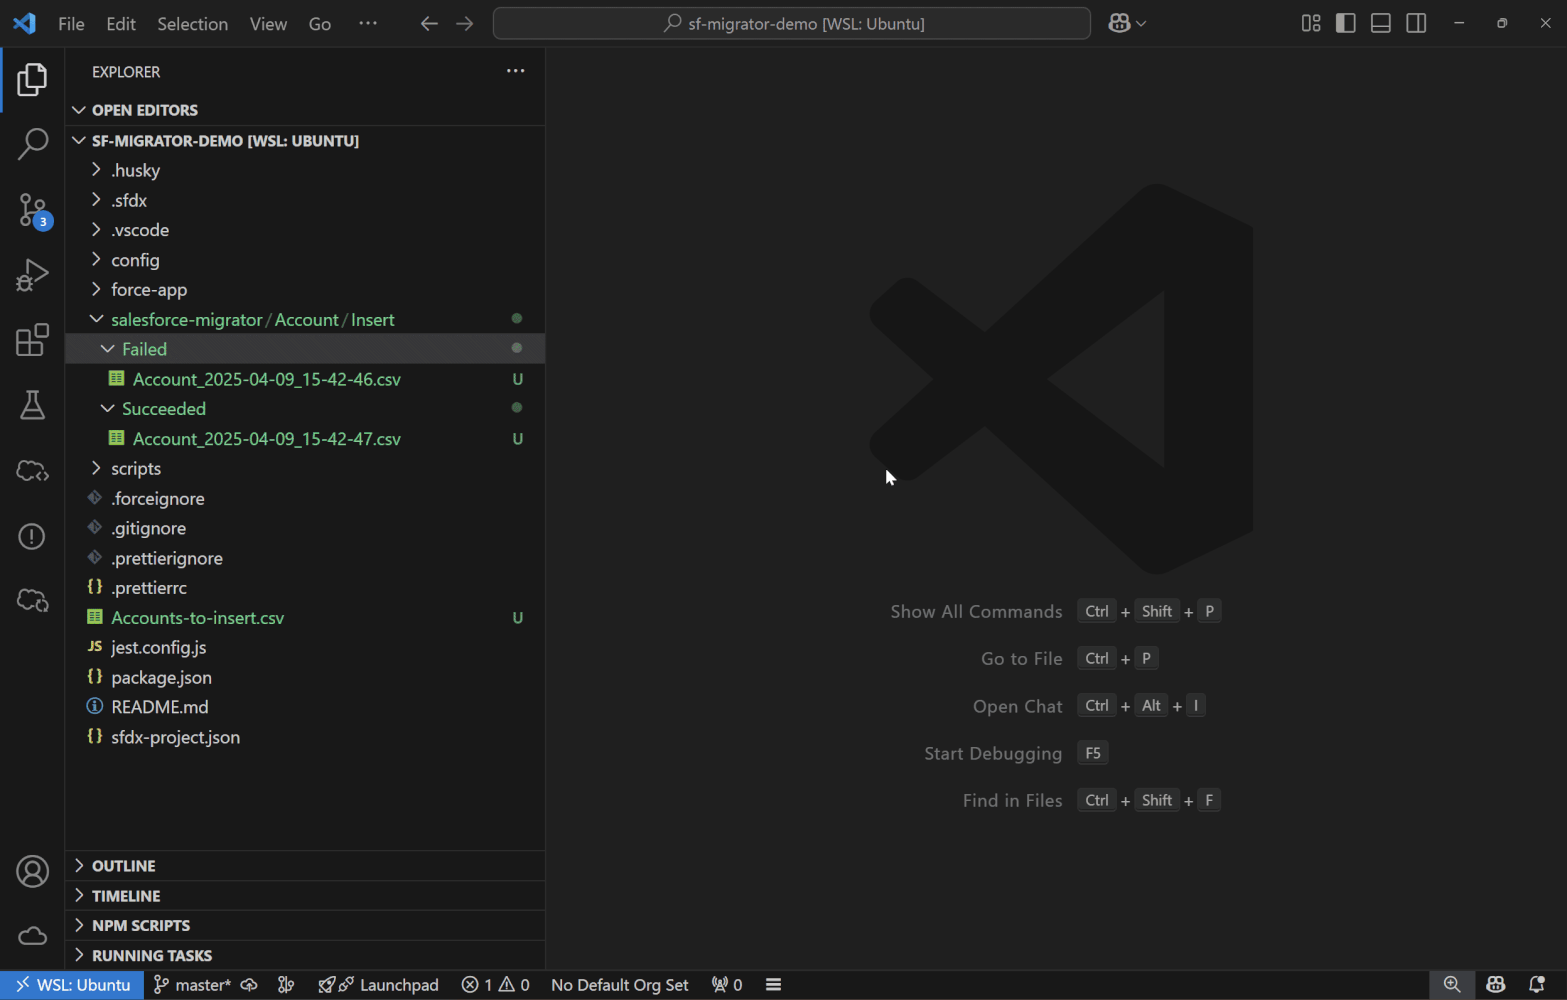 File Edit Selection View Go ··· sf-migrator-demo [WSL: Ubuntu]
EXPLORER ···
OPEN EDITORS
SF-MIGRATOR-DEMO [WSL: UBUNTU]
.husky
.sfdx
.vscode
config
force-app
salesforce-migrator/Account/Insert
Failed
Account_2025-04-09_15-42-46.csv U
Succeeded
Account_2025-04-09_15-42-47.csv U
scripts
.forceignore
.gitignore
.prettierignore
{} .prettierrc
Accounts-to-insert.csv U
JS jest.config.js
{} package.json
README.md
{} sfdx-project.json
OUTLINE
TIMELINE
NPM SCRIPTS
RUNNING TASKS
3
Show All Commands Ctrl + Shift + P
Go to File Ctrl + P
Open Chat Ctrl + Alt + I
Start Debugging F5
Find in Files Ctrl + Shift + F
WSL: Ubuntu master* Launchpad 1 0 No Default Org Set 0